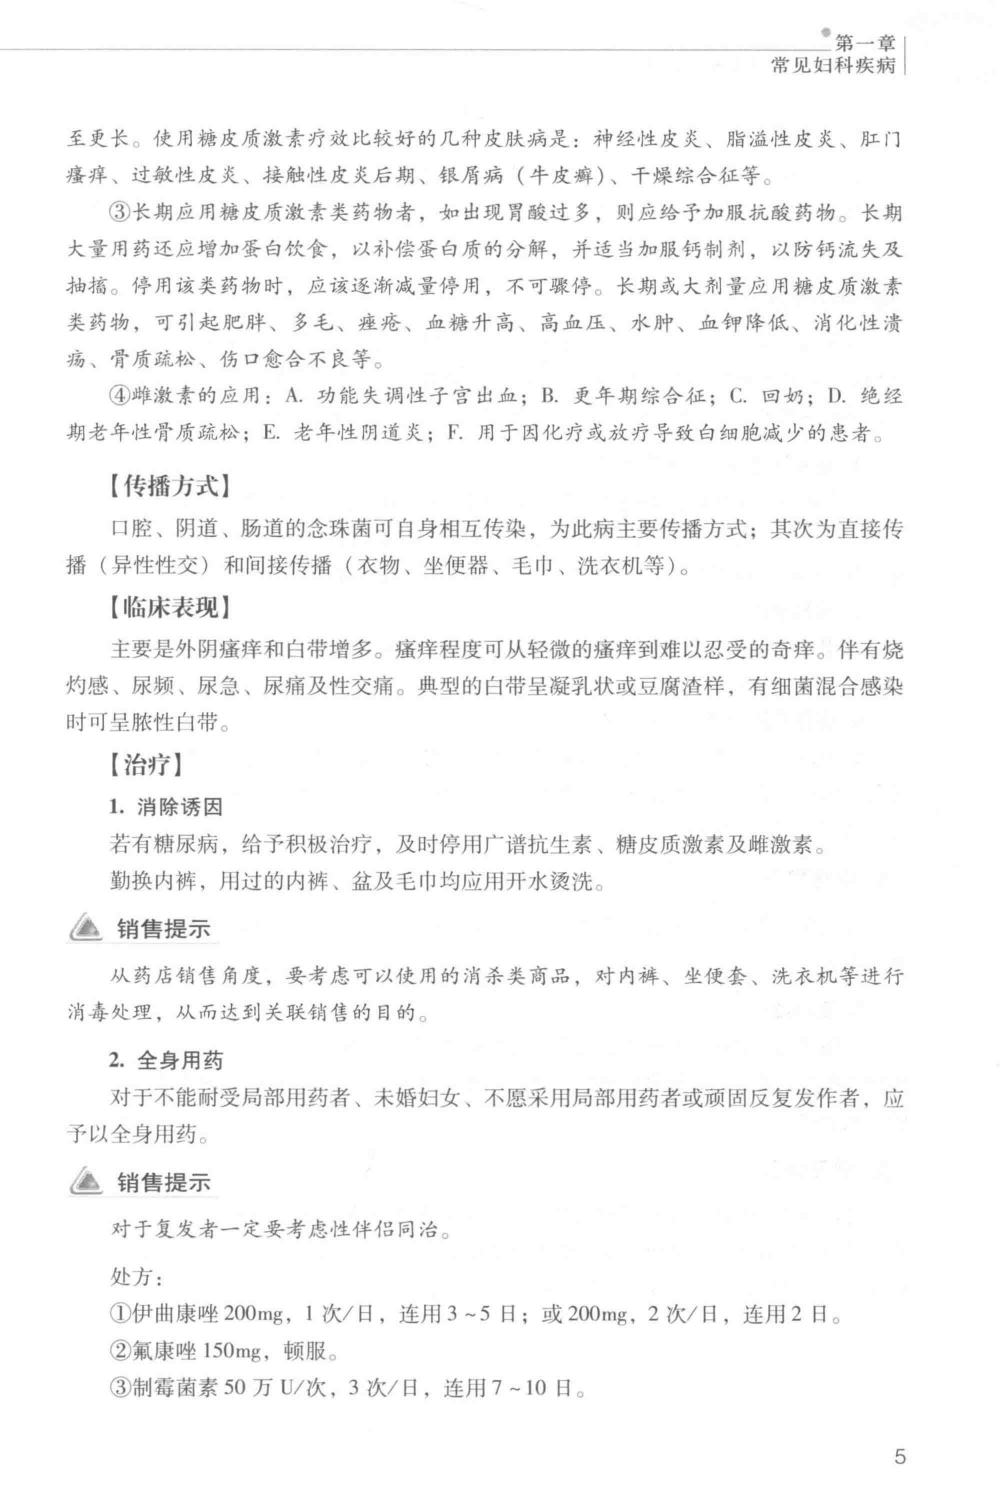 第一章
常见妇科疾病
至更长。使用糖皮质激素疗效比较好的几种皮肤病是：神经性皮炎、脂溢性皮炎、肛门
瘙痒、过敏性皮炎、接触性皮炎后期、银屑病（牛皮癣）、干燥综合征等。
③长期应用糖皮质激素类药物者，如出现胃酸过多，则应给予加服抗酸药物。长期
大量用药还应增加蛋白饮食，以补偿蛋白质的分解，并适当加服钙制剂，以防钙流失及
抽搐。停用该类药物时，应该逐渐减量停用，不可骤停。长期或大剂量应用糖皮质激素
类药物，可引起肥胖、多毛、痤疮、血糖升高、高血压、水肿、血钾降低、消化性溃
疡、骨质疏松、伤口愈合不良等。
④雌激素的应用：A. 功能失调性子宫出血；B. 更年期综合征；C. 回奶；D. 绝经
期老年性骨质疏松；E. 老年性阴道炎；F. 用于因化疗或放疗导致白细胞减少的患者。
【传播方式】
口腔、阴道、肠道的念珠菌可自身相互传染，为此病主要传播方式；其次为直接传
播（异性性交）和间接传播（衣物、坐便器、毛巾、洗衣机等）。
【临床表现】
主要是外阴瘙痒和白带增多。瘙痒程度可从轻微的瘙痒到难以忍受的奇痒。伴有烧
灼感、尿频、尿急、尿痛及性交痛。典型的白带呈凝乳状或豆腐渣样，有细菌混合感染
时可呈脓性白带。
【治疗】
1. 消除诱因
若有糖尿病，给予积极治疗，及时停用广谱抗生素、糖皮质激素及雌激素。
勤换内裤，用过的内裤、盆及毛巾均应用开水烫洗。
销售提示
从药店销售角度，要考虑可以使用的消杀类商品，对内裤、坐便套、洗衣机等进行
消毒处理，从而达到关联销售的目的。
2. 全身用药
对于不能耐受局部用药者、未婚妇女、不愿采用局部用药者或顽固反复发作者，应
予以全身用药。
销售提示
对于复发者一定要考虑性伴侣同治。
处方：
①伊曲康唑 200mg，1 次/日，连用 3 ~ 5 日；或 200mg，2 次/日，连用 2 日。
②氟康唑 150mg，顿服。
③制霉菌素 50 万 U/次，3 次/日，连用 7 ~ 10 日。
5